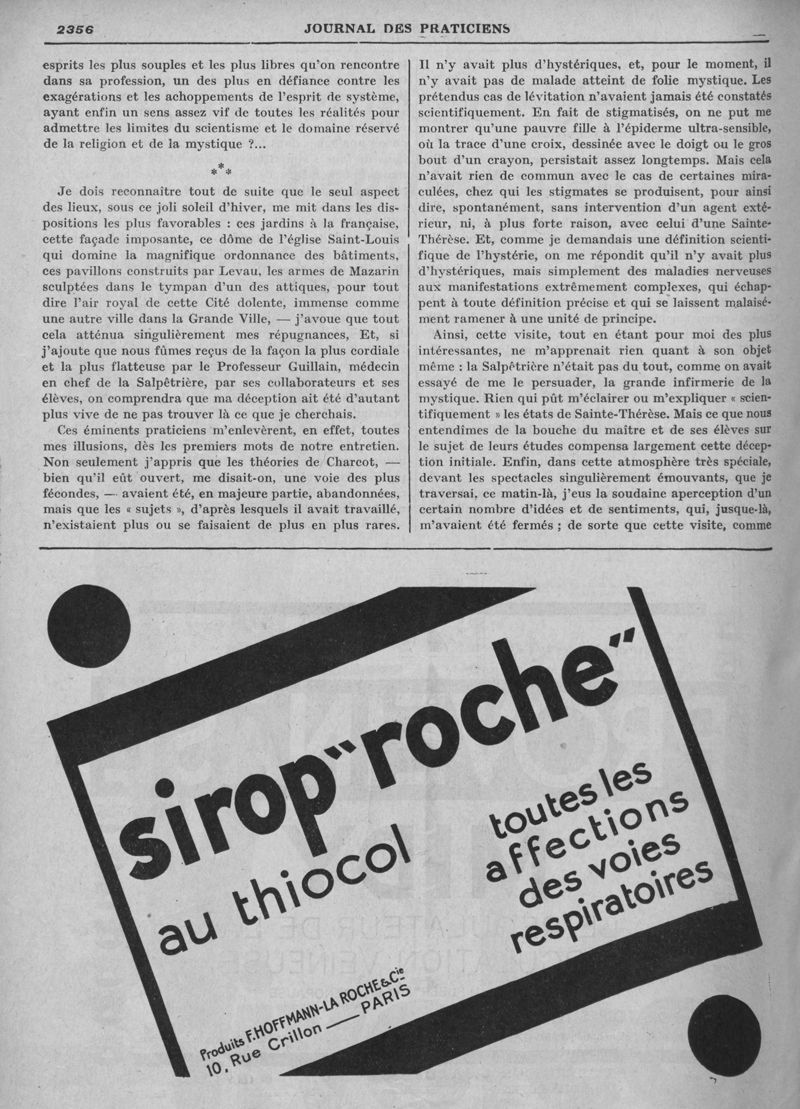 2356
JOURNAL DES PRATICIENS
esprits les plus souples et les plus libres qu'on rencontre
dans sa profession, un des plus en défiance contre les
exagérations et les achoppements de l'esprit de système,
ayant enfin un sens assez vif de toutes les réalités pour
admettre les limites du scientisme et le domaine réservé
de la religion et de la mystique ?...
* * *
Je dois reconnaître tout de suite que le seul aspect
des lieux, sous ce joli soleil d'hiver, me mit dans les dis-
positions les plus favorables : ces jardins à la française,
cette façade imposante, ce dôme de l'église Saint-Louis
qui domine la magnifique ordonnance des bâtiments,
ces pavillons construits par Levau, les armes de Mazarin
sculptées dans le tympan d'un des attiques, pour tout
dire l'air royal de cette Cité dolente, immense comme
une autre ville dans la Grande Ville, — j'avoue que tout
cela atténua singulièrement mes répugnances, Et, si
j'ajoute que nous fûmes reçus de la façon la plus cordiale
et la plus flatteuse par le Professeur Guillain, médecin
en chef de la Salpêtrière, par ses collaborateurs et ses
élèves, on comprendra que ma déception ait été d'autant
plus vive de ne pas trouver là ce que je cherchais.
Ces éminents praticiens m'enlevèrent, en effet, toutes
mes illusions, dès les premiers mots de notre entretien.
Non seulement j'appris que les théories de Charcot, —
bien qu'il eût ouvert, me disait-on, une voie des plus
fécondes, — avaient été, en majeure partie, abandonnées,
mais que les « sujets », d'après lesquels il avait travaillé,
n'existaient plus ou se faisaient de plus en plus rares.
Il n'y avait plus d'hystériques, et, pour le moment, il
n'y avait pas de malade atteint de folie mystique. Les
prétendus cas de lévitation n'avaient jamais été constatés
scientifiquement. En fait de stigmatisés, on ne put me
montrer qu'une pauvre fille à l'épiderme ultra-sensible,
où la trace d'une croix, dessinée avec le doigt ou le gros
bout d'un crayon, persistait assez longtemps. Mais cela
n'avait rien de commun avec le cas de certaines mira-
culées, chez qui les stigmates se produisent, pour ainsi
dire, spontanément, sans intervention d'un agent exté-
rieur, ni, à plus forte raison, avec celui d'une Sainte-
Thérèse. Et, comme je demandais une définition scienti-
fique de l'hystérie, on me répondit qu'il n'y avait plus
d'hystériques, mais simplement des maladies nerveuses
aux manifestations extrêmement complexes, qui échap-
pent à toute définition précise et qui se laissent malaisé-
ment ramener à une unité de principe.
Ainsi, cette visite, tout en étant pour moi des plus
intéressantes, ne m'apprenait rien quant à son objet
même : la Salpêtrière n'était pas du tout, comme on avait
essayé de me le persuader, la grande infirmerie de la
mystique. Rien qui pût m'éclairer ou m'expliquer « scien-
tifiquement » les états de Sainte-Thérèse. Mais ce que nous
entendîmes de la bouche du maître et de ses élèves sur
le sujet de leurs études compensa largement cette décep-
tion initiale. Enfin, dans cette atmosphère très spéciale,
devant les spectacles singulièrement émouvants, que je
traversai, ce matin-là, j'eus la soudaine aperception d'un
certain nombre d'idées et de sentiments, qui, jusque-là,
m'avaient été fermés ; de sorte que cette visite, comme
sirop "roche"
au thiocol
toutes les
affections
des voies
respiratoires
Produits F. HOFFMANN-LA ROCHE & Cie
10, Rue Crillon — PARIS